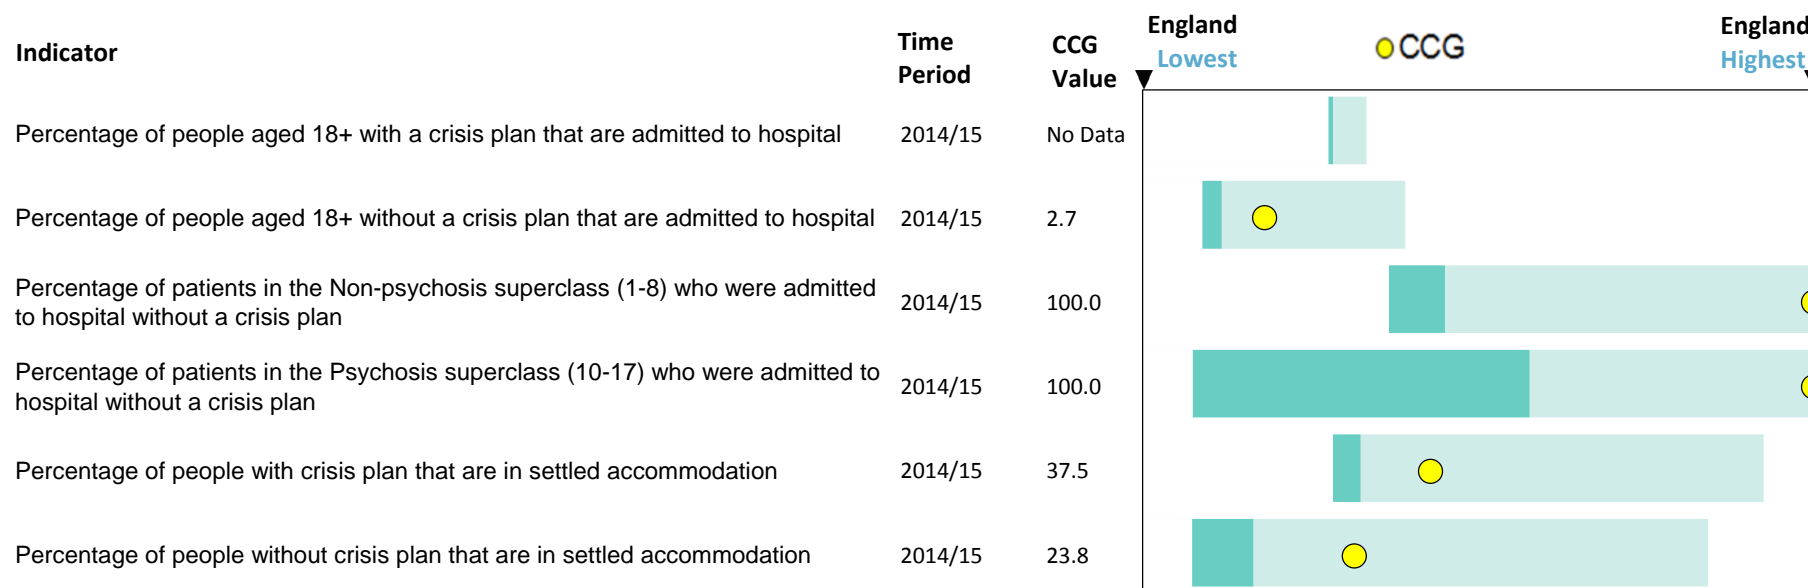 Indicator
Time
Period
CCG
Value
England
Lowest
CCG
England
Highest
Percentage of people aged 18+ with a crisis plan that are admitted to hospital 2014/15 No Data
Percentage of people aged 18+ without a crisis plan that are admitted to hospital 2014/15 2.7
Percentage of patients in the Non-psychosis superclass (1-8) who were admitted
to hospital without a crisis plan 2014/15 100.0
Percentage of patients in the Psychosis superclass (10-17) who were admitted to
hospital without a crisis plan 2014/15 100.0
Percentage of people with crisis plan that are in settled accommodation 2014/15 37.5
Percentage of people without crisis plan that are in settled accommodation 2014/15 23.8